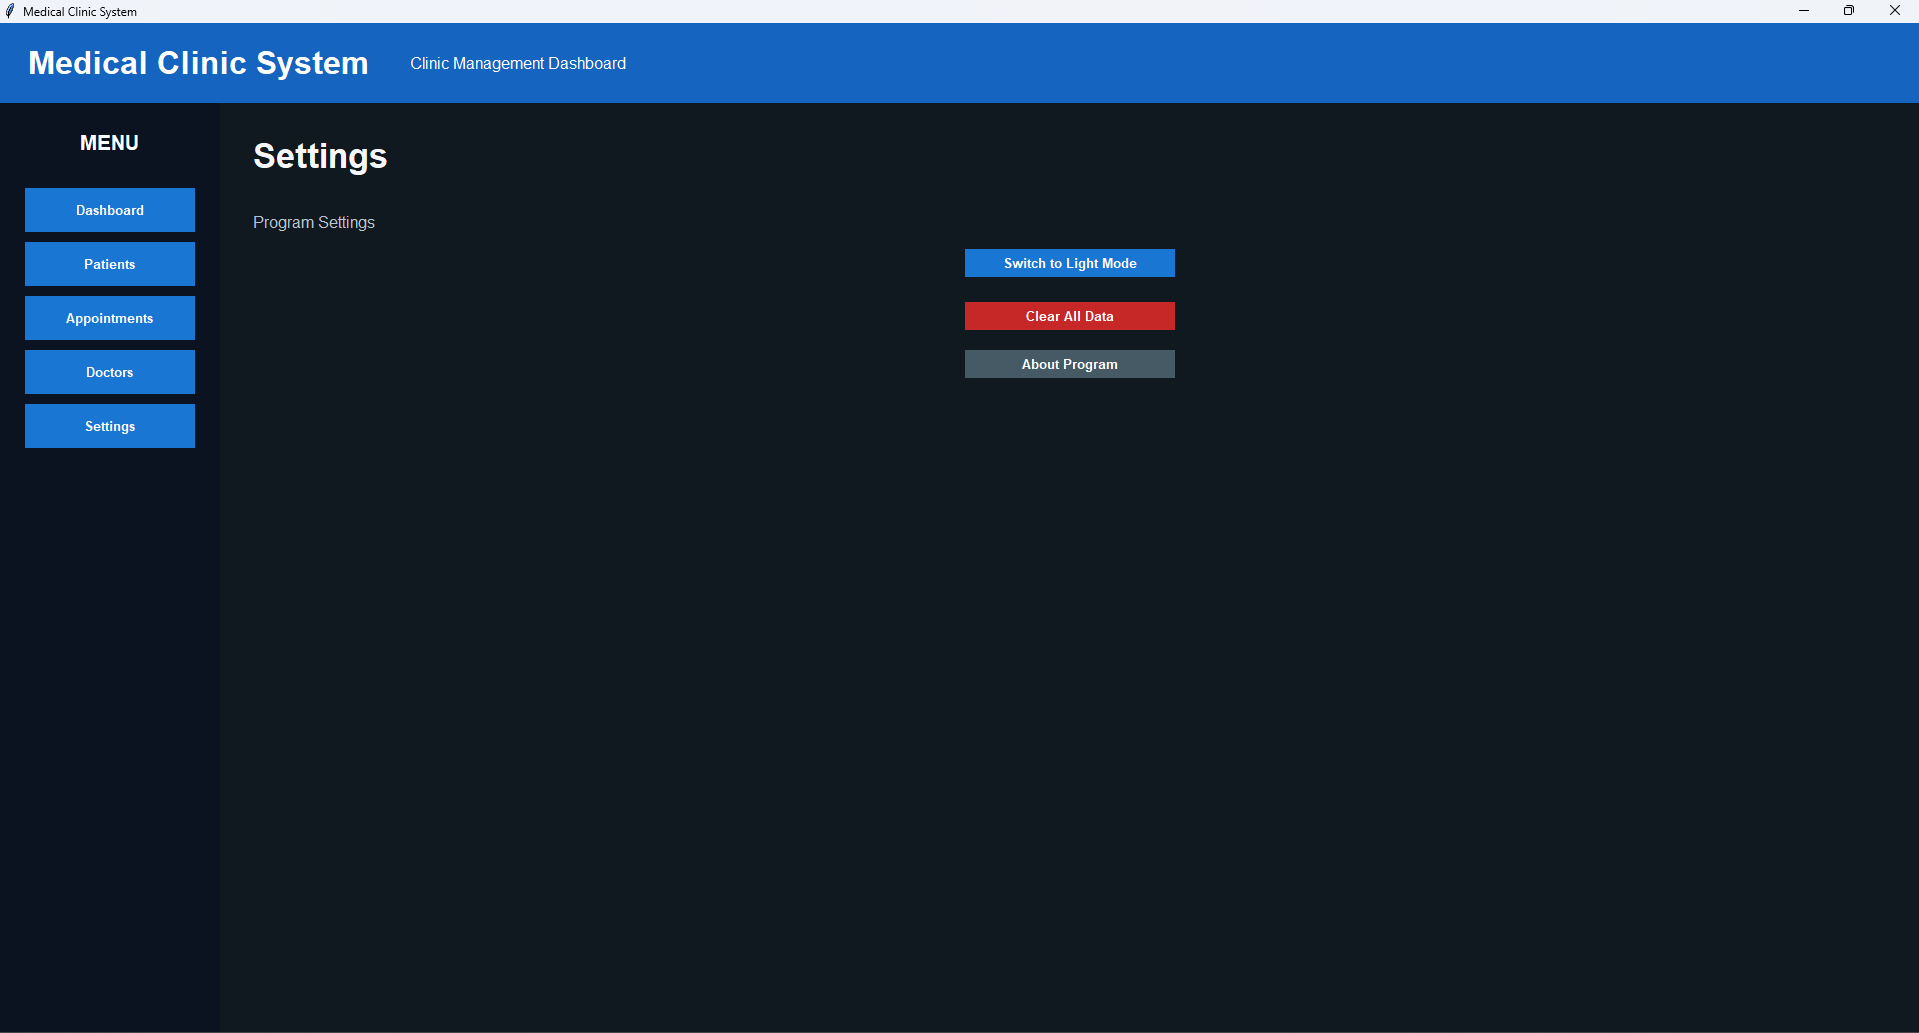 Medical Clinic System
Medical Clinic System
Clinic Management Dashboard
MENU
Dashboard
Patients
Appointments
Doctors
Settings
Settings
Program Settings
Switch to Light Mode
Clear All Data
About Program